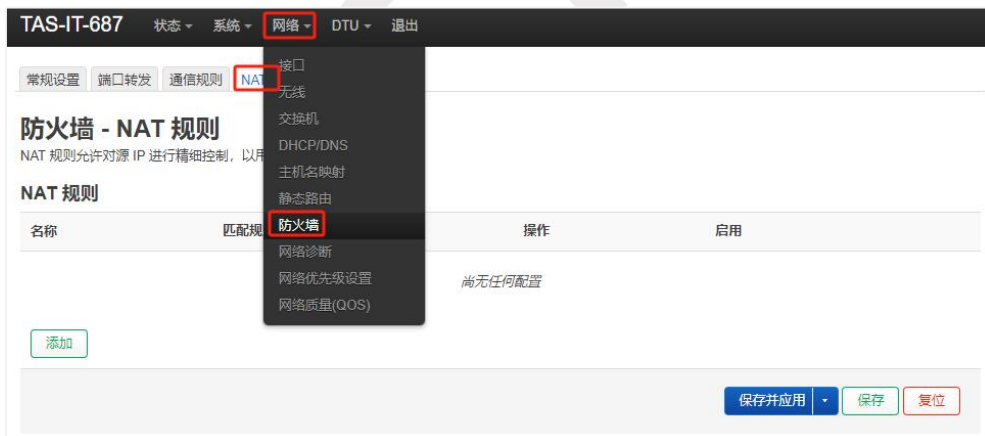 TAS-IT-687 状态 系统 网络 DTU 退出
常规设置 端口转发 通信规则 NAT
接口
无线
交换机
DHCP/DNS
主机名映射
静态路由
防火墙
网络诊断
网络优先级设置
网络质量(QOS)
防火墙 - NAT 规则
NAT 规则允许对源 IP 进行精细控制，以用
NAT 规则
名称 匹配规 操作 启用
尚无任何配置
添加
保存并应用 保存 复位